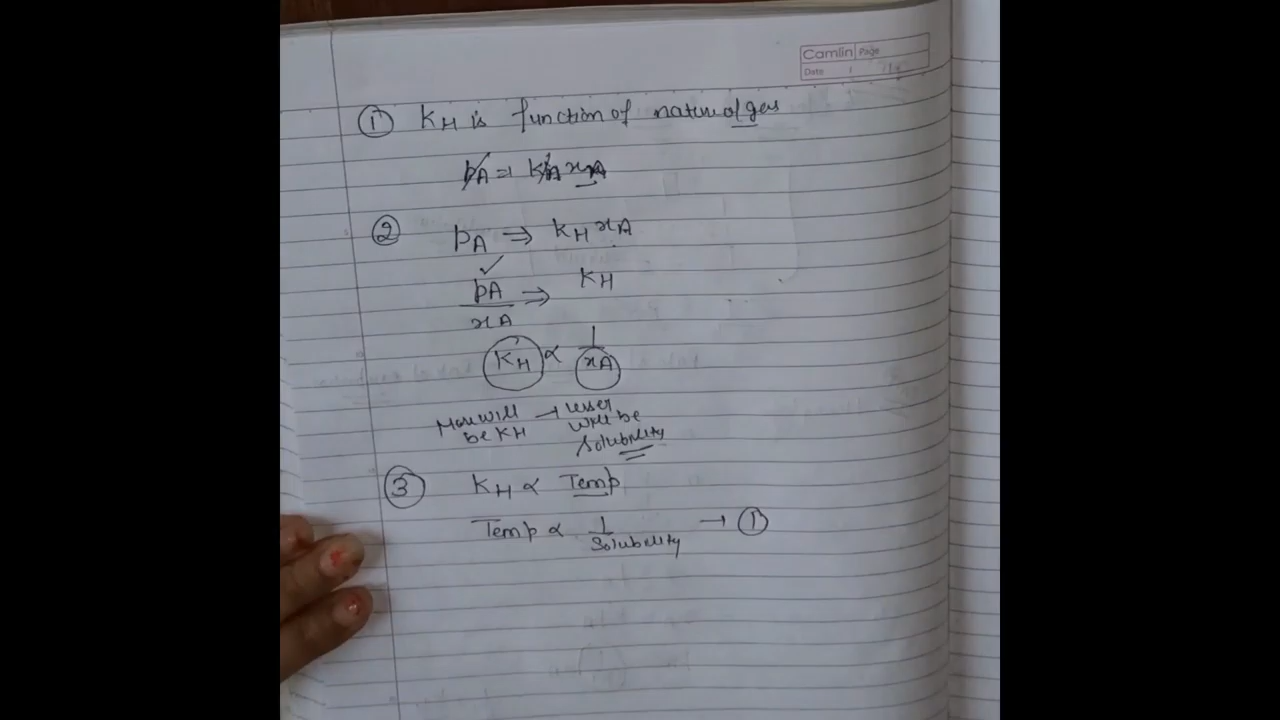 Camlin Page
Date
① KH is function of nature of gas
pA = KH xA
② pA ⇒ KH xA
✓
pA/xA ⇒ KH
KH ∝ 1/xA
More will be KH → lesser will be Solubility
③ KH ∝ Temp
Temp ∝ 1/Solubility → ①